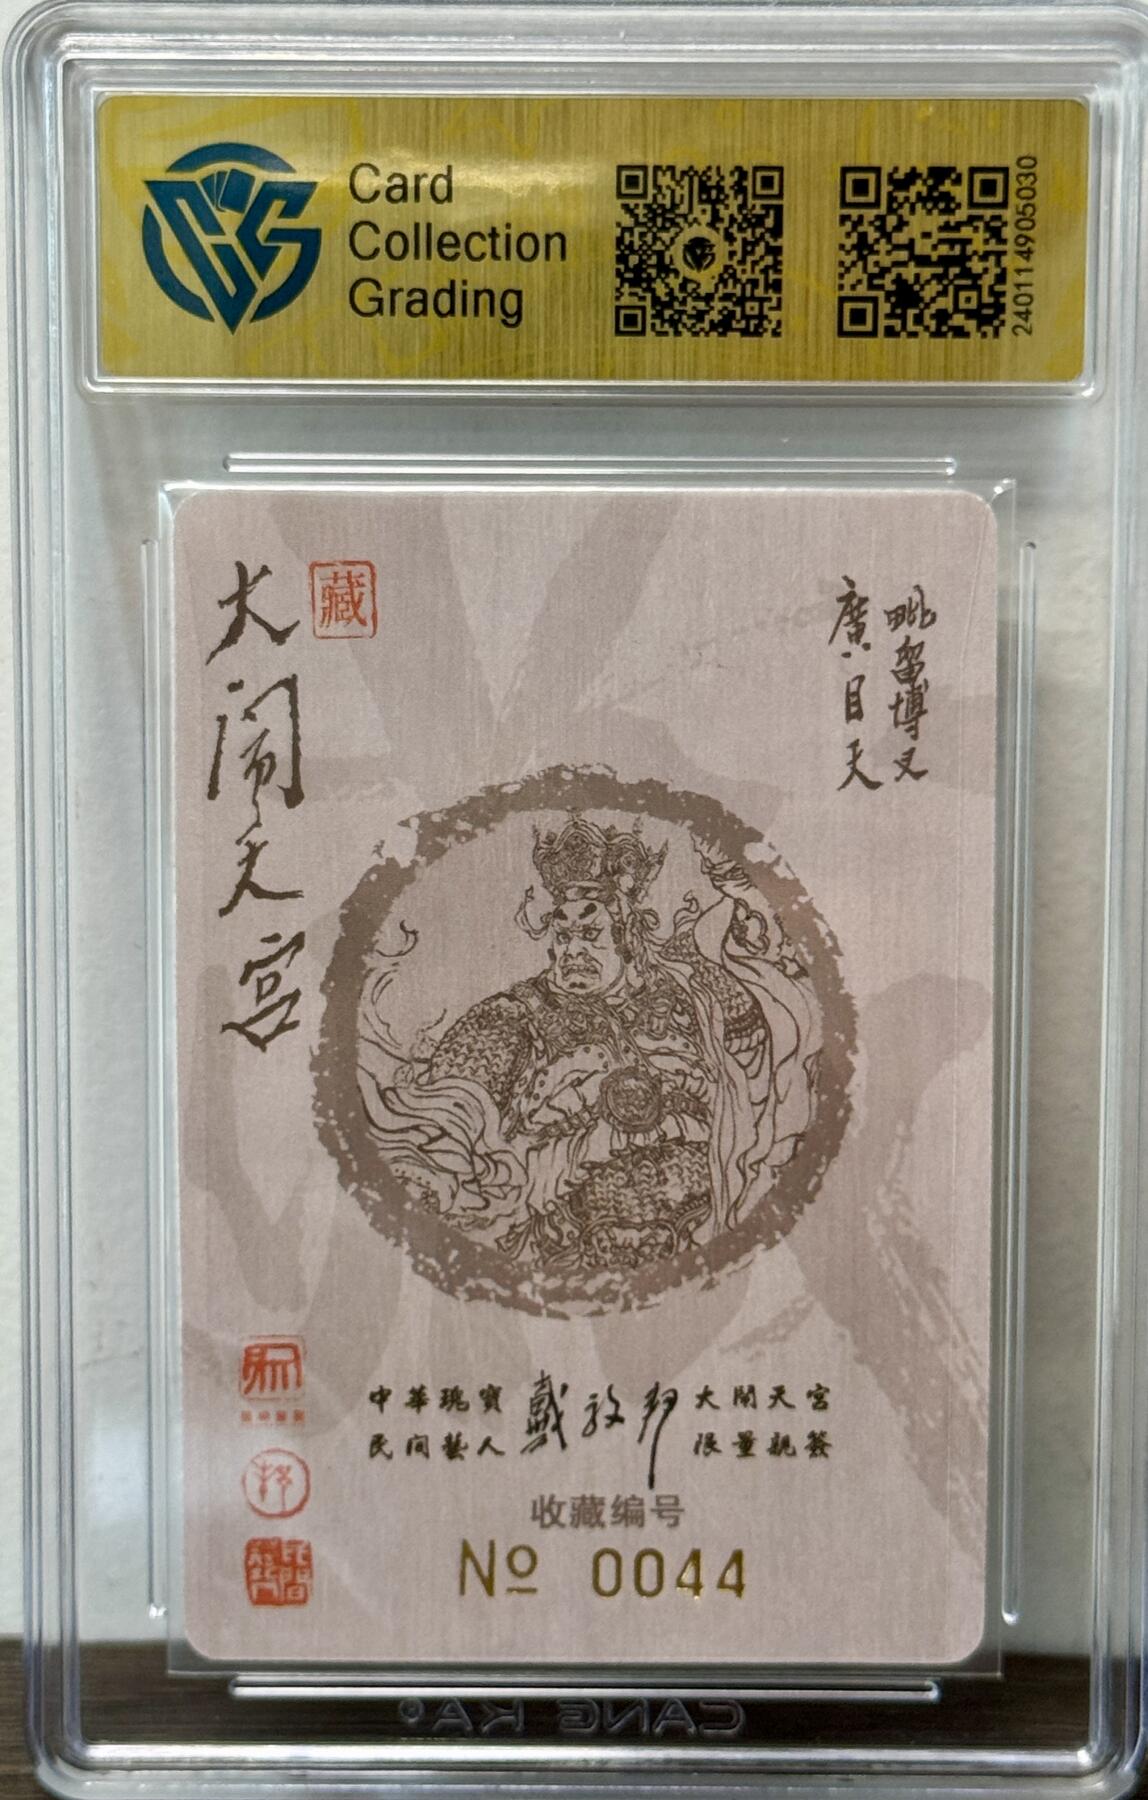 Card
Collection
Grading
240114905030
大闹天宫
藏
毗留博叉
廣目天
中華瑰寶
民间藝人
戴敦邦
大闹天宫
限量親簽
收藏编号
No 0044
CANG KA